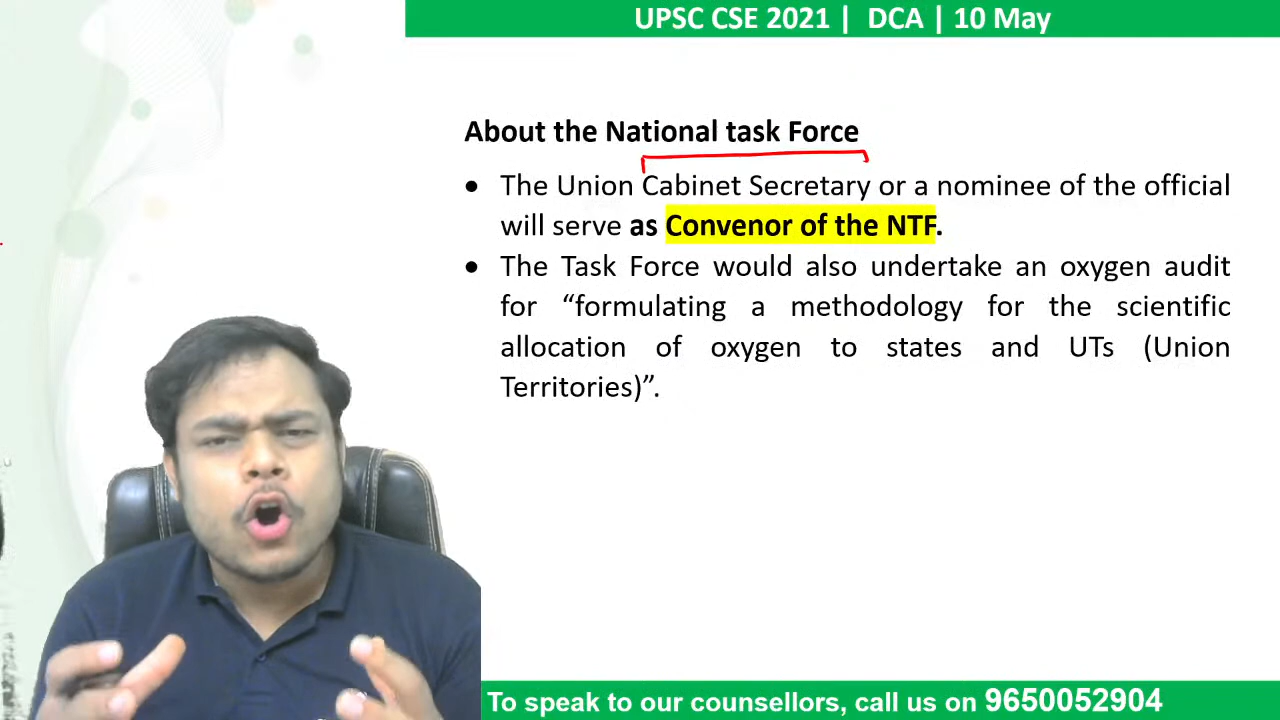 UPSC CSE 2021 | DCA | 10 May
About the National task Force
• The Union Cabinet Secretary or a nominee of the official
will serve as Convenor of the NTF.
• The Task Force would also undertake an oxygen audit
for “formulating a methodology for the scientific
allocation of oxygen to states and UTs (Union
Territories)”.
To speak to our counsellors, call us on 9650052904